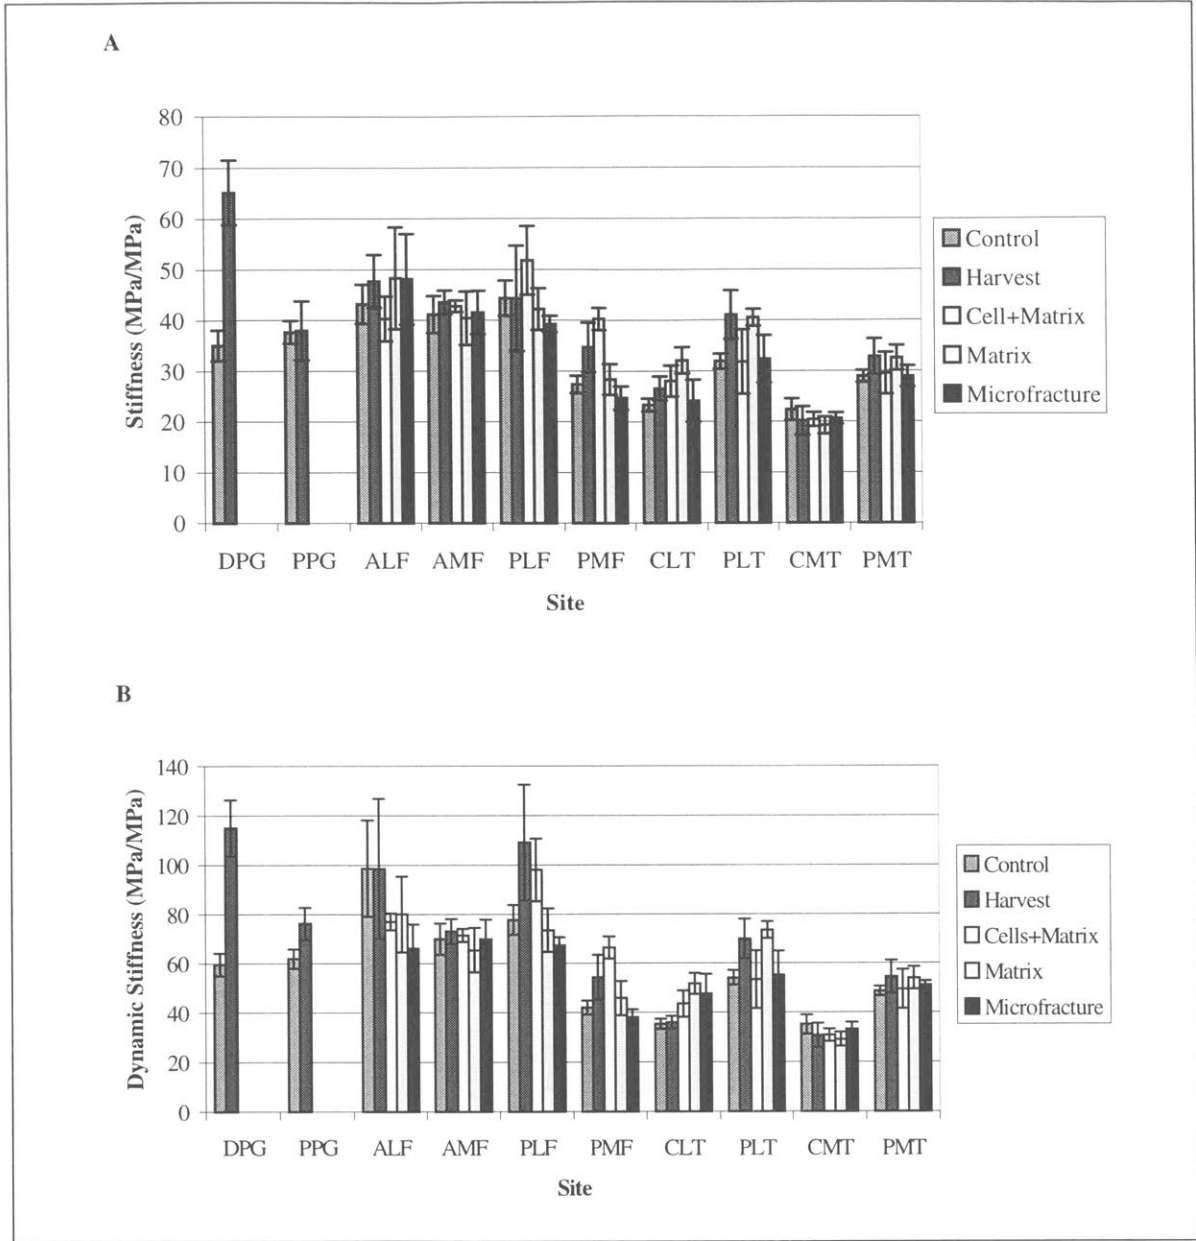 A
80
70
60
50
40
30
20
10
0
Stiffness (MPa/MPa)
DPG PPG ALF AMF PLF PMF CLT PLT CMT PMT
Site
Control
Harvest
Cell+Matrix
Matrix
Microfracture
B
140
120
100
80
60
40
20
0
Dynamic Stiffness (MPa/MPa)
DPG PPG ALF AMF PLF PMF CLT PLT CMT PMT
Site
Control
Harvest
Cells+Matrix
Matrix
Microfracture